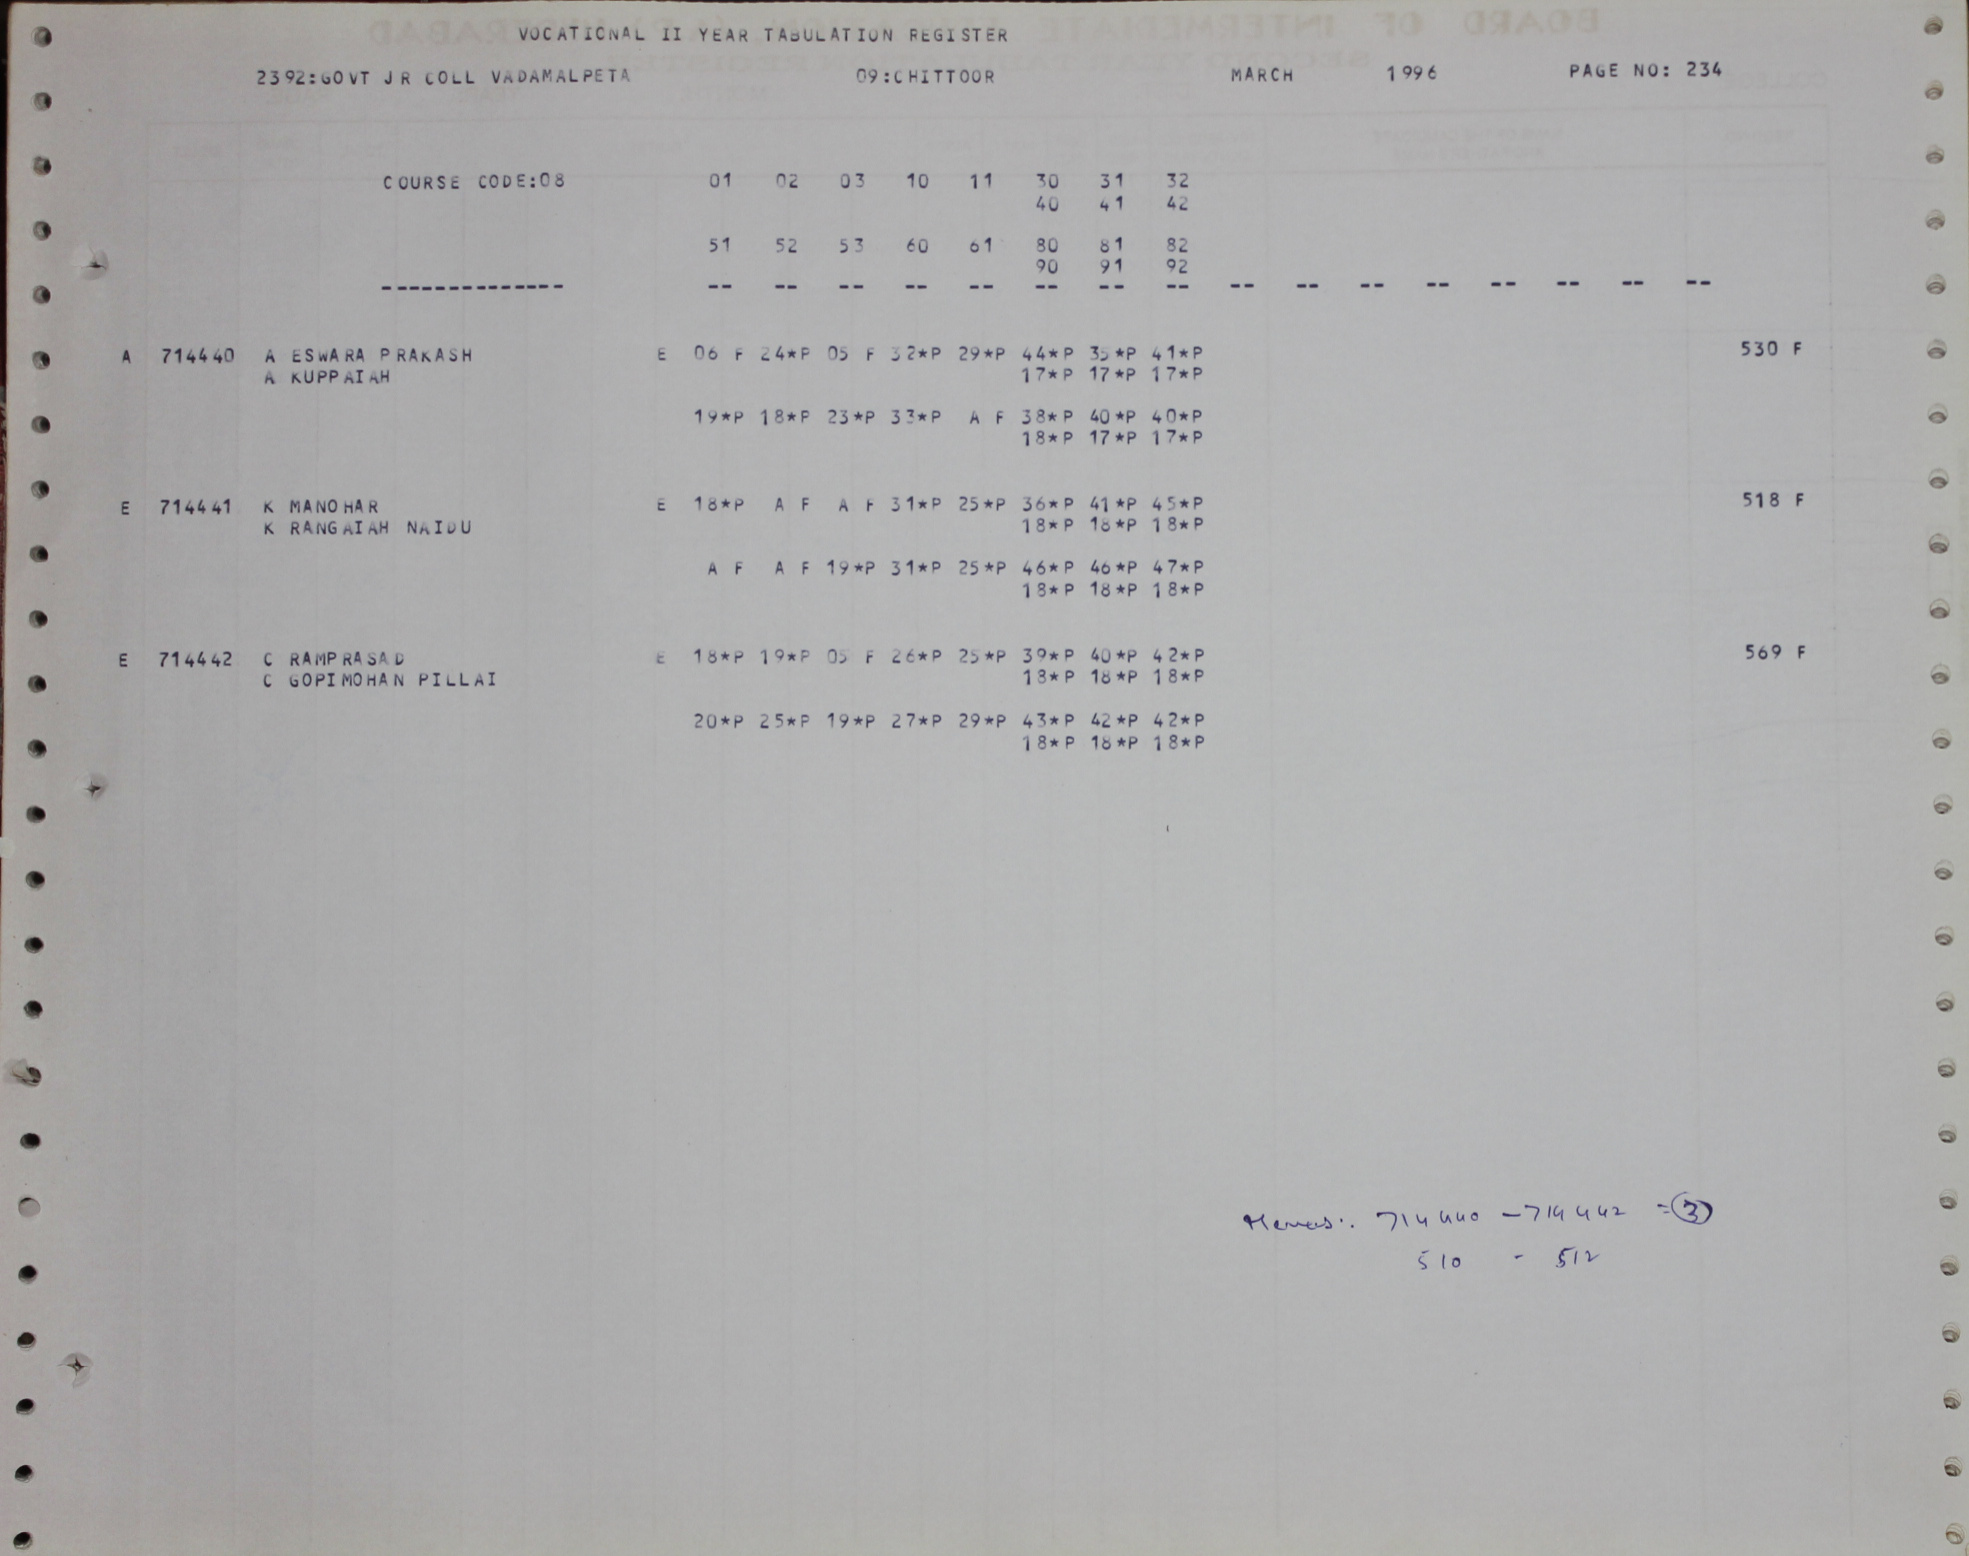 VOCATIONAL II YEAR TABULATION REGISTER
2392:GOVT JR COLL VADAMALPETA 09:CHITTOOR MARCH 1996 PAGE NO: 234
COURSE CODE:08 01 02 03 10 11 30 31 32
40 41 42
51 52 53 60 61 80 81 82
90 91 92
-------------- -- -- -- -- -- -- -- -- -- -- -- -- -- -- -- --
A 714440 A ESWARA PRAKASH E 06 F 24*P 05 F 32*P 29*P 44*P 35*P 41*P 530 F
A KUPPAIAH 17*P 17*P 17*P
19*P 18*P 23*P 33*P A F 38*P 40*P 40*P
18*P 17*P 17*P
E 714441 K MANOHAR E 18*P A F A F 31*P 25*P 36*P 41*P 45*P 518 F
K RANGAIAH NAIDU 18*P 18*P 18*P
A F A F 19*P 31*P 25*P 46*P 46*P 47*P
18*P 18*P 18*P
E 714442 C RAMPRASAD E 18*P 19*P 05 F 26*P 25*P 39*P 40*P 42*P 569 F
C GOPIMOHAN PILLAI 18*P 18*P 18*P
20*P 25*P 19*P 27*P 29*P 43*P 42*P 42*P
18*P 18*P 18*P
714440 - 714442 = 3
510 - 512